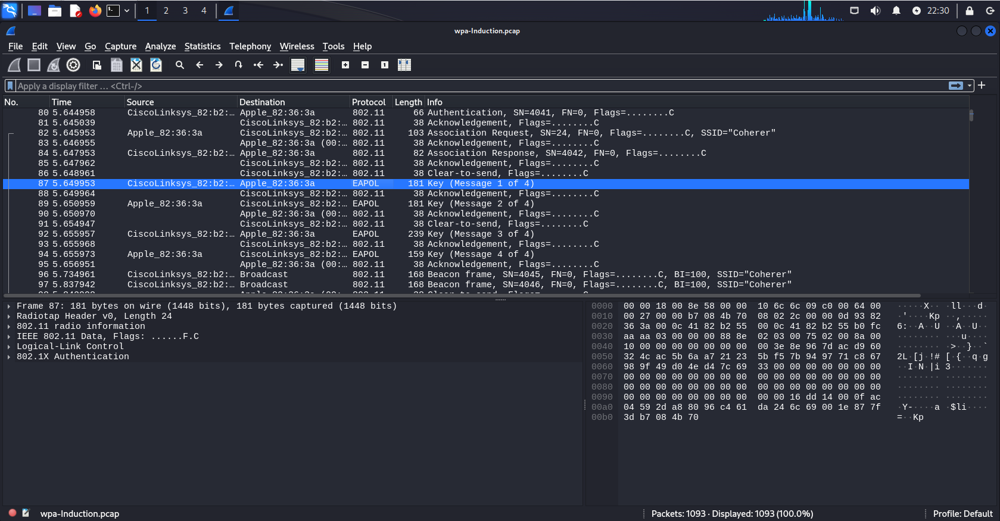 1 2 3 4 22:30
wpa-Induction.pcap
File Edit View Go Capture Analyze Statistics Telephony Wireless Tools Help
Apply a display filter … <Ctrl-/>
No. Time Source Destination Protocol Length Info
80 5.644958 CiscoLinksys_82:b2:… Apple_82:36:3a 802.11 66 Authentication, SN=4041, FN=0, Flags=........C
81 5.645039 CiscoLinksys_82:b2:… 802.11 38 Acknowledgement, Flags=........C
82 5.645953 Apple_82:36:3a CiscoLinksys_82:b2:… 802.11 103 Association Request, SN=24, FN=0, Flags=........C, SSID="Coherer"
83 5.646955 Apple_82:36:3a (00:… 802.11 38 Acknowledgement, Flags=........C
84 5.647953 CiscoLinksys_82:b2:… Apple_82:36:3a 802.11 82 Association Response, SN=4042, FN=0, Flags=........C
85 5.647962 CiscoLinksys_82:b2:… 802.11 38 Acknowledgement, Flags=........C
86 5.648961 CiscoLinksys_82:b2:… 802.11 38 Clear-to-send, Flags=........C
87 5.649953 CiscoLinksys_82:b2:… Apple_82:36:3a EAPOL 181 Key (Message 1 of 4)
88 5.649964 CiscoLinksys_82:b2:… 802.11 38 Acknowledgement, Flags=........C
89 5.650959 Apple_82:36:3a CiscoLinksys_82:b2:… EAPOL 181 Key (Message 2 of 4)
90 5.650970 Apple_82:36:3a (00:… 802.11 38 Acknowledgement, Flags=........C
91 5.654947 CiscoLinksys_82:b2:… 802.11 38 Clear-to-send, Flags=........C
92 5.655957 CiscoLinksys_82:b2:… Apple_82:36:3a EAPOL 239 Key (Message 3 of 4)
93 5.655968 CiscoLinksys_82:b2:… 802.11 38 Acknowledgement, Flags=........C
94 5.655973 Apple_82:36:3a CiscoLinksys_82:b2:… EAPOL 159 Key (Message 4 of 4)
95 5.656951 Apple_82:36:3a (00:… 802.11 38 Acknowledgement, Flags=........C
96 5.734961 CiscoLinksys_82:b2:… Broadcast 802.11 168 Beacon frame, SN=4045, FN=0, Flags=........C, BI=100, SSID="Coherer"
97 5.837942 CiscoLinksys_82:b2:… Broadcast 802.11 168 Beacon frame, SN=4046, FN=0, Flags=........C, BI=100, SSID="Coherer"
Frame 87: 181 bytes on wire (1448 bits), 181 bytes captured (1448 bits)
Radiotap Header v0, Length 24
802.11 radio information
IEEE 802.11 Data, Flags: ......F.C
Logical-Link Control
802.1X Authentication
0000 00 00 18 00 8e 58 00 00 10 6c 6c 09 c0 00 64 00 ·····X·· ·ll···d·
0010 00 27 00 00 b7 08 4b 70 08 02 2c 00 00 0d 93 82 ·'····Kp ··,·····
0020 36 3a 00 0c 41 82 b2 55 00 0c 41 82 b2 55 b0 fc 6:··A··U ··A··U··
0030 aa aa 03 00 00 00 88 8e 02 03 00 75 02 00 8a 00 ········ ···u····
0040 10 00 00 00 00 00 00 00 00 3e 8e 96 7d ac d9 60 ········ ·>··}··`
0050 32 4c ac 5b 6a a7 21 23 5b f5 7b 94 97 71 c8 67 2L·[j·!# [·{··q·g
0060 98 9f 49 d0 4e d4 7c 69 33 00 00 00 00 00 00 00 ··I·N·|i 3·······
0070 00 00 00 00 00 00 00 00 00 00 00 00 00 00 00 00 ········ ········
0080 00 00 00 00 00 00 00 00 00 00 00 00 00 00 00 00 ········ ········
0090 00 00 00 00 00 00 00 00 00 00 16 dd 14 00 0f ac ········ ········
00a0 04 59 2d a8 80 96 c4 61 da 24 6c 69 00 1e 87 7f ·Y-····a ·$li····
00b0 3d b7 08 4b 70 =··Kp
wpa-Induction.pcap Packets: 1093 · Displayed: 1093 (100.0%) Profile: Default